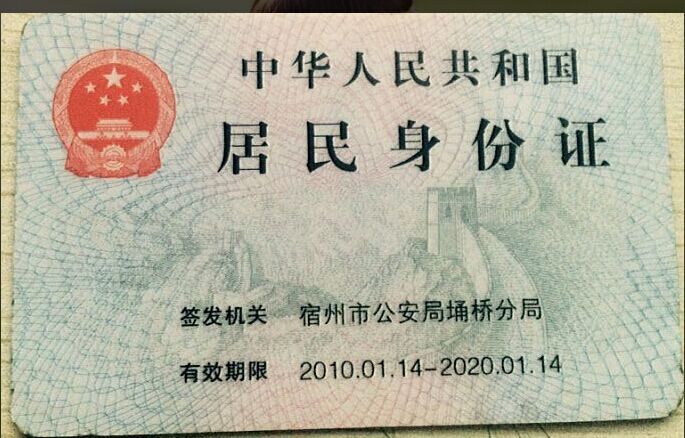 中华人民共和国
居民身份证
签发机关 宿州市公安局埇桥分局
有效期限 2010.01.14-2020.01.14